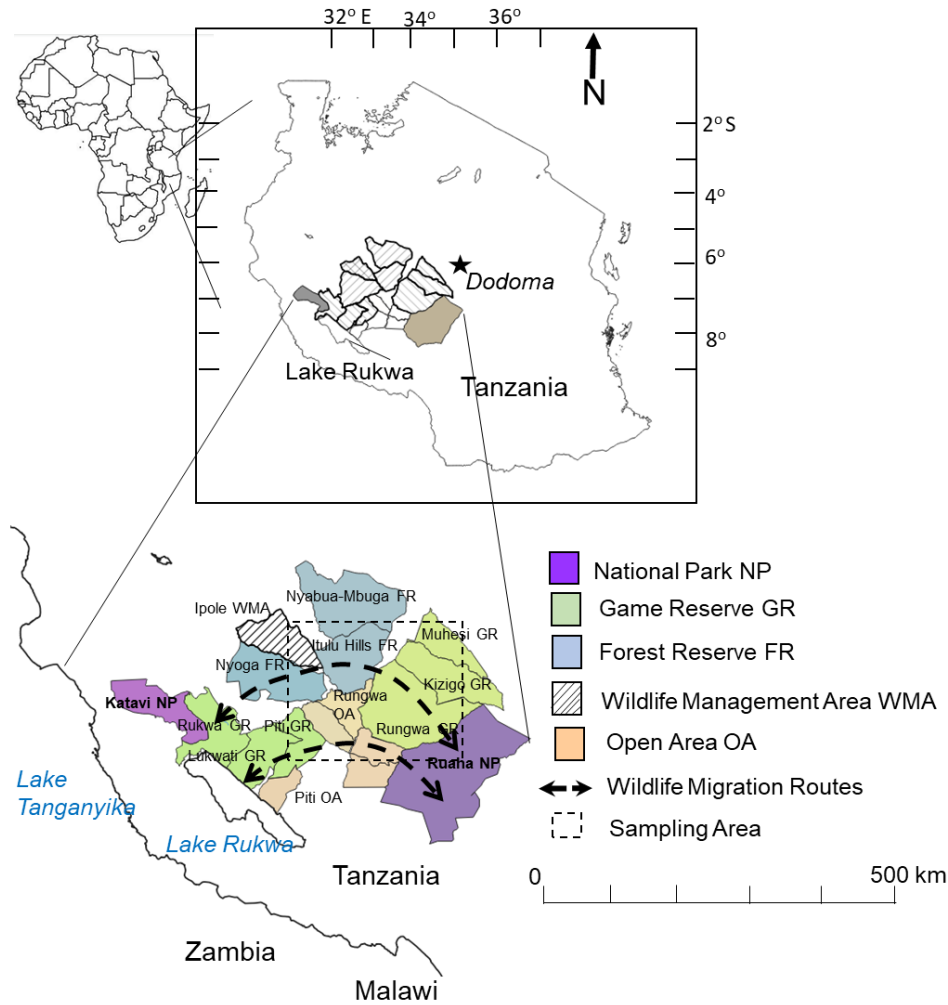 32° E
34°
36°
N
2° S
4°
6°
8°
Dodoma
Lake Rukwa
Tanzania
Nyabua-Mbuga FR
Ipole WMA
Itulu Hills FR
Muhesi GR
Nyoga FR
Kizigo GR
Katavi NP
Rungwa
OA
Rukwa GR
Piti GR
Rungwa GR
Lukwati GR
Ruaha NP
Piti OA
Lake
Tanganyika
Lake Rukwa
Tanzania
Zambia
Malawi
National Park NP
Game Reserve GR
Forest Reserve FR
Wildlife Management Area WMA
Open Area OA
Wildlife Migration Routes
Sampling Area
0
500 km